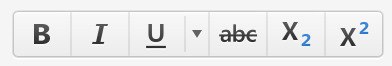 B I U abc X₂ X²